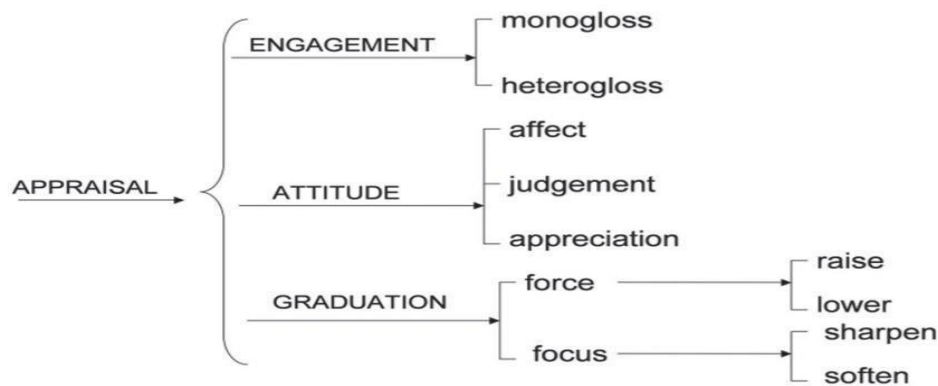 APPRAISAL
ENGAGEMENT
monogloss
heterogloss
ATTITUDE
affect
judgement
appreciation
GRADUATION
force
raise
lower
focus
sharpen
soften